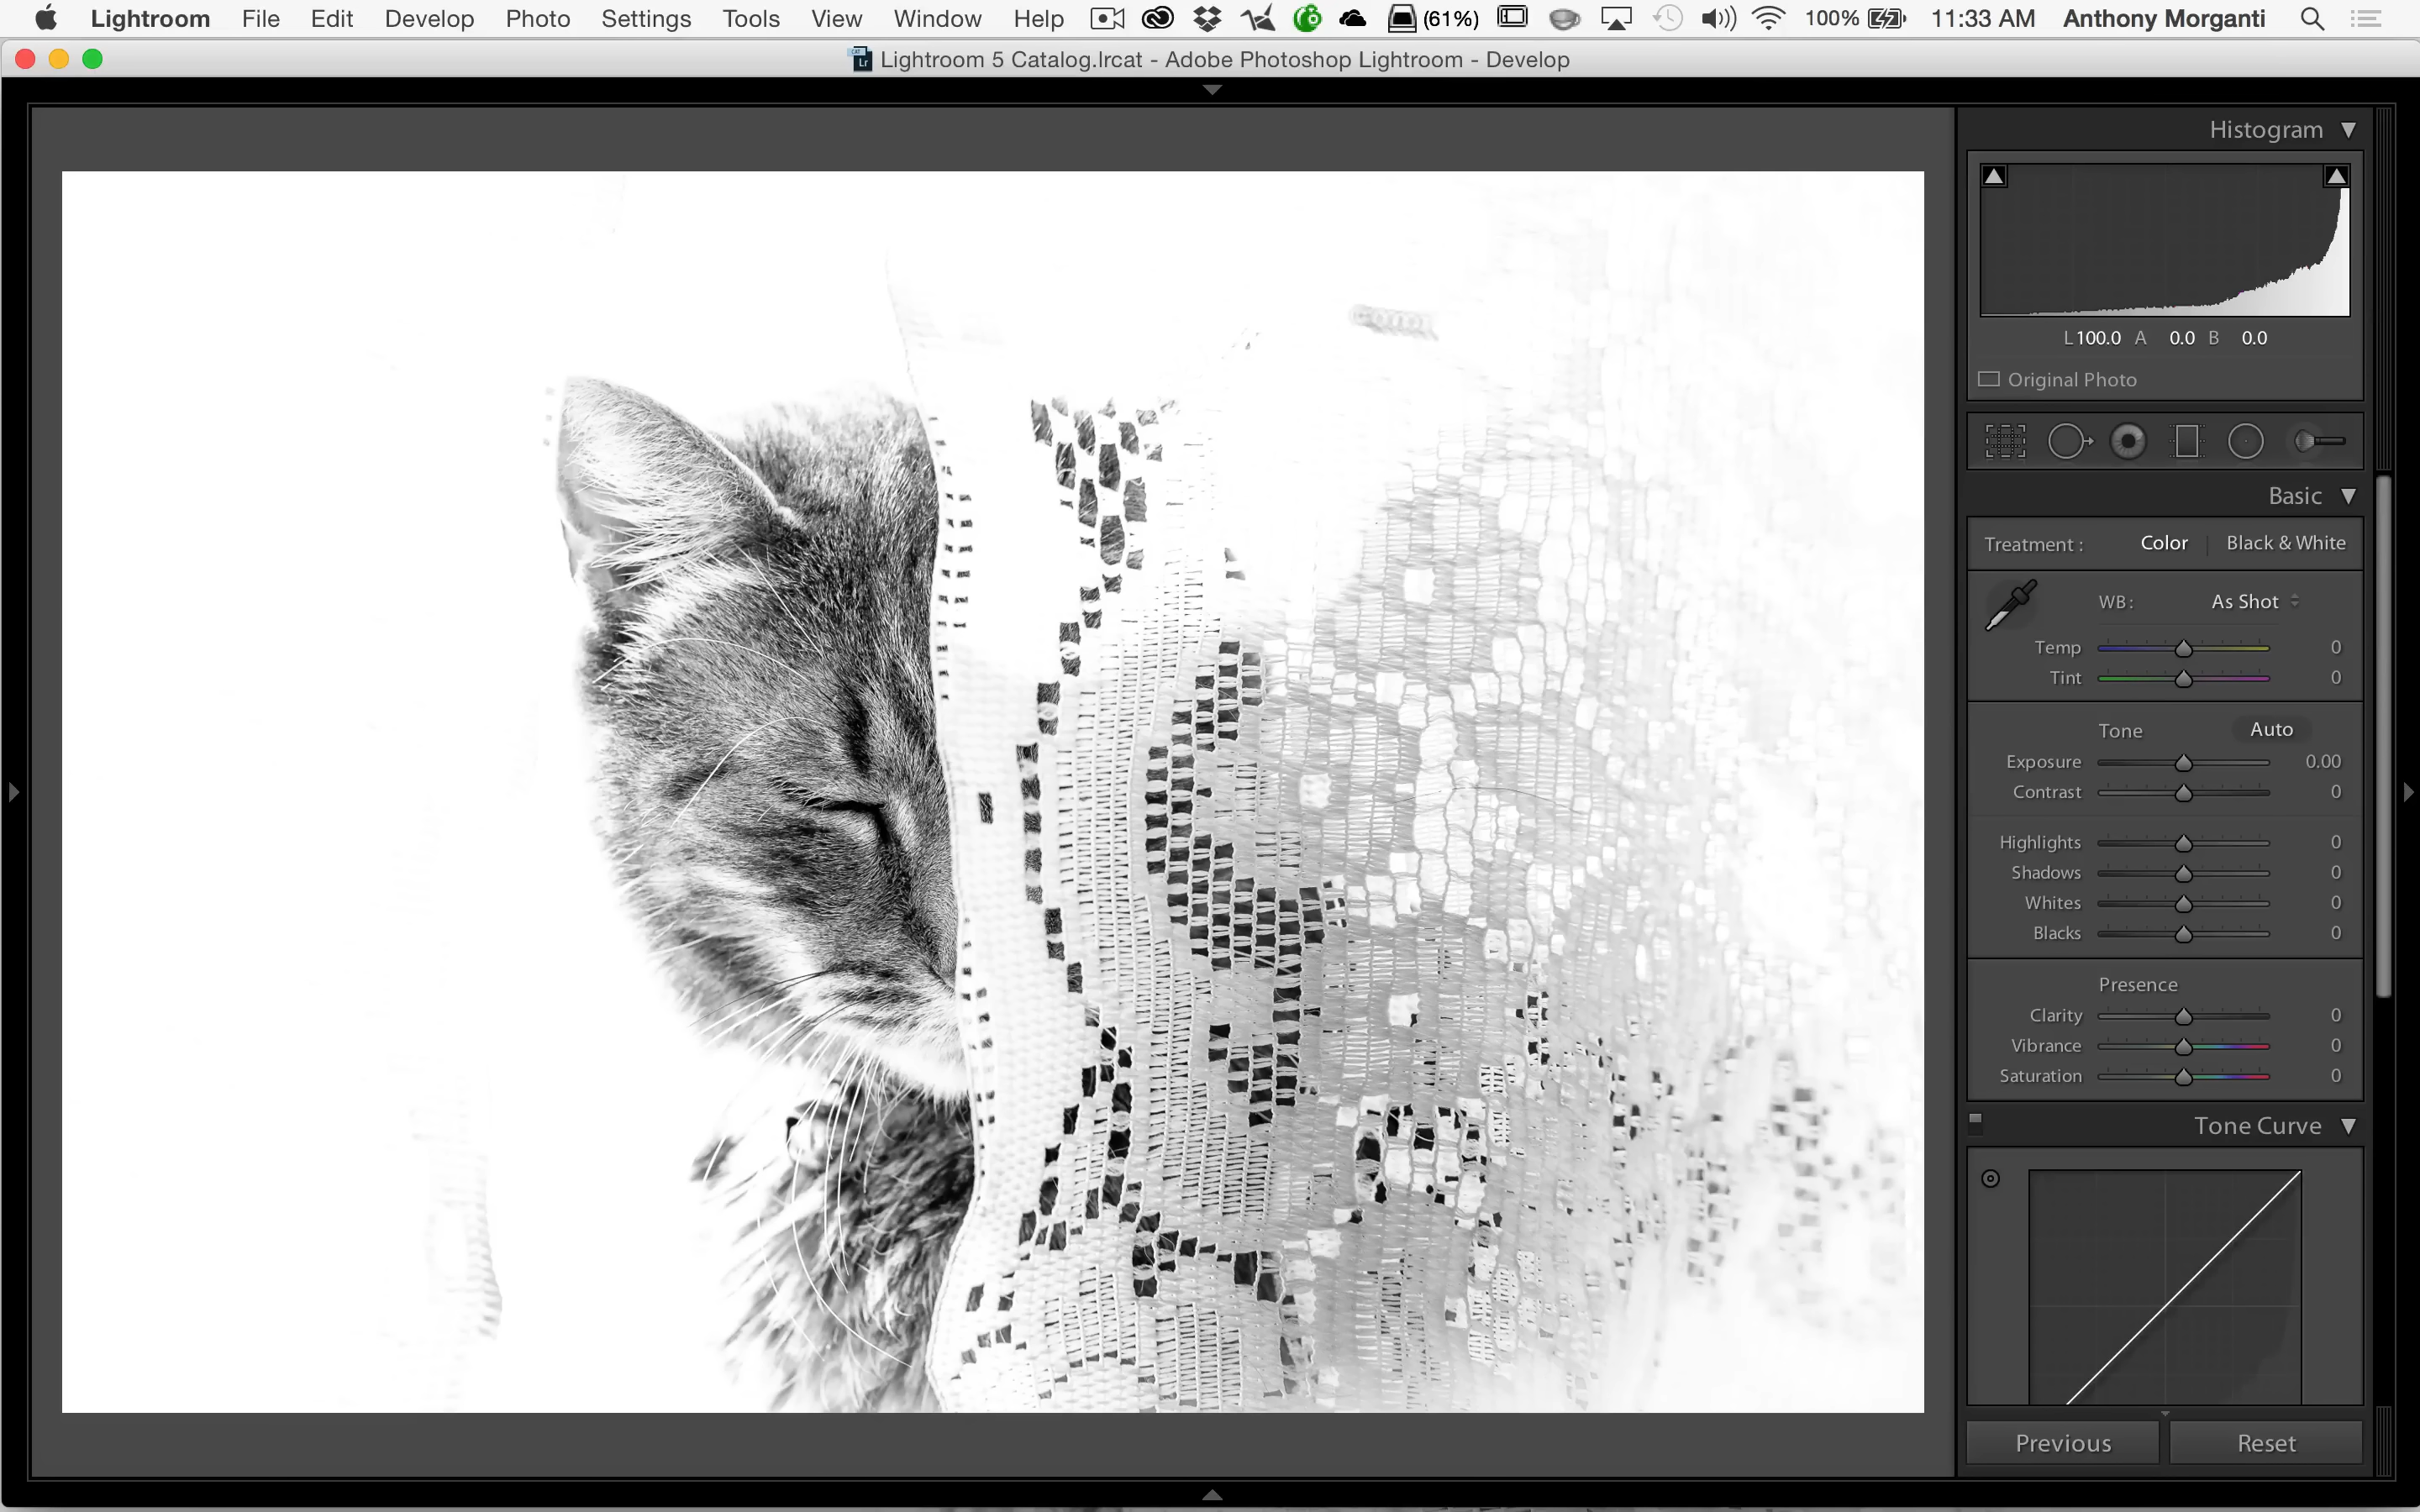 Lightroom File Edit Develop Photo Settings Tools View Window Help (61%) 100% 11:33 AM Anthony Morganti
Lightroom 5 Catalog.lrcat - Adobe Photoshop Lightroom - Develop
Histogram
L 100.0 A 0.0 B 0.0
Original Photo
Basic
Treatment : Color Black & White
WB : As Shot
Temp 0
Tint 0
Tone Auto
Exposure 0.00
Contrast 0
Highlights 0
Shadows 0
Whites 0
Blacks 0
Presence
Clarity 0
Vibrance 0
Saturation 0
Tone Curve
Previous Reset